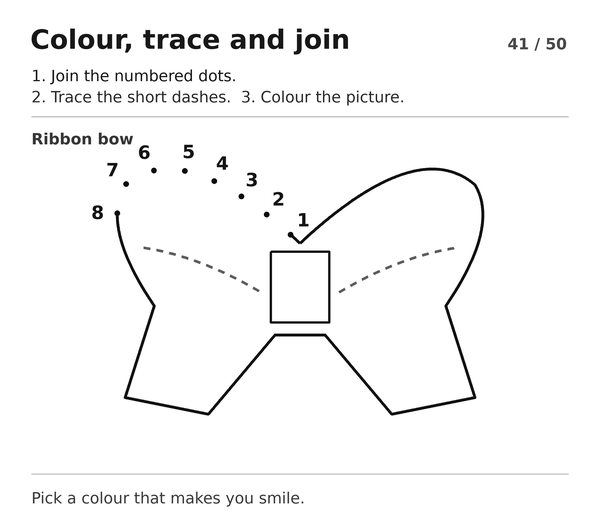 Colour, trace and join
41 / 50
1. Join the numbered dots.
2. Trace the short dashes.  3. Colour the picture.
Ribbon bow
6
5
4
7
3
2
8
1
Pick a colour that makes you smile.